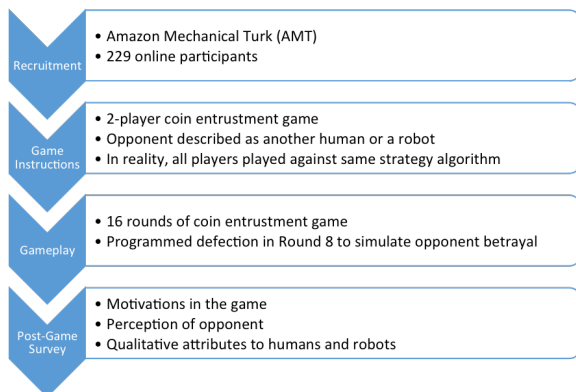 Recruitment
• Amazon Mechanical Turk (AMT)
• 229 online participants
Game
Instructions
• 2-player coin entrustment game
• Opponent described as another human or a robot
• In reality, all players played against same strategy algorithm
Gameplay
• 16 rounds of coin entrustment game
• Programmed defection in Round 8 to simulate opponent betrayal
Post-Game
Survey
• Motivations in the game
• Perception of opponent
• Qualitative attributes to humans and robots